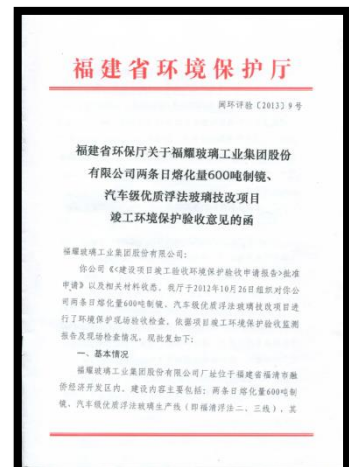 福建省环境保护厅
闽环评验〔2013〕9号
福建省环保厅关于福耀玻璃工业集团股份
有限公司两条日熔化量600吨制镜、
汽车级优质浮法玻璃技改项目
竣工环境保护验收意见的函
福耀玻璃工业集团股份有限公司：
你公司《<建设项目竣工验收环境保护验收申请报告>批准
申请》以及相关材料收悉。我厅于2012年10月26日组织对你公
司两条日熔化量600吨制镜、汽车级优质浮法玻璃技改项目进
行了环境保护现场验收检查。依据项目竣工环境保护验收监测
报告及现场检查情况，现批复如下：
一、基本情况
福耀玻璃工业集团股份有限公司厂址位于福建省福清市融
侨经济开发区内。建设内容主要包括：两条日熔化量600吨制
镜、汽车级优质浮法玻璃生产线（即福清浮法二、三线），其